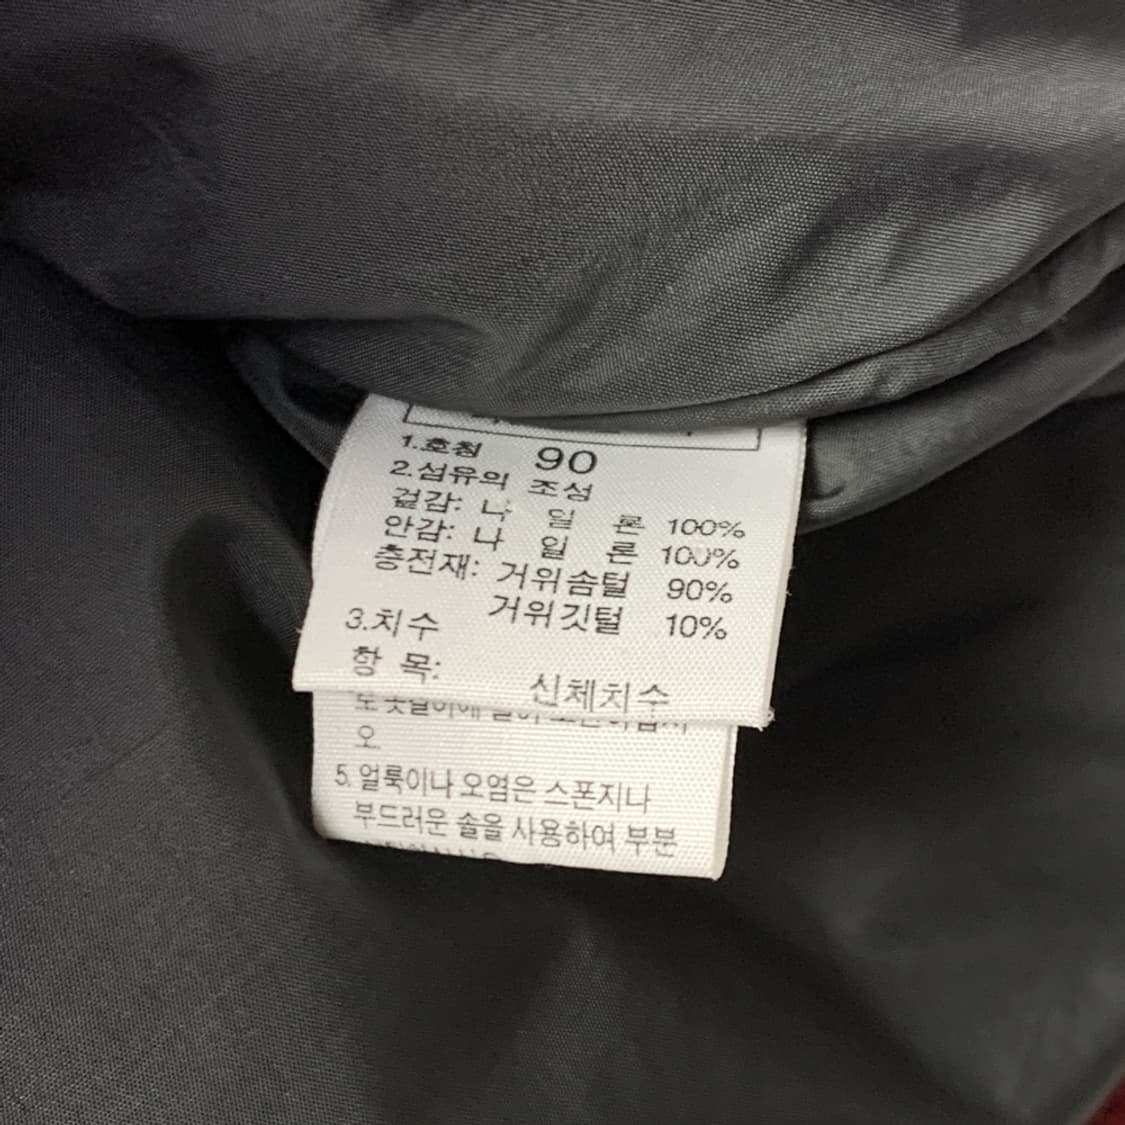 1.호칭 90
2.섬유의 조성
겉감: 나 일 론 100%
안감: 나 일 론 100%
충전재: 거위솜털 90%
거위깃털 10%
3.치수
항 목: 신체치수
오
5. 얼룩이나 오염은 스폰지나
부드러운 솔을 사용하여 부분